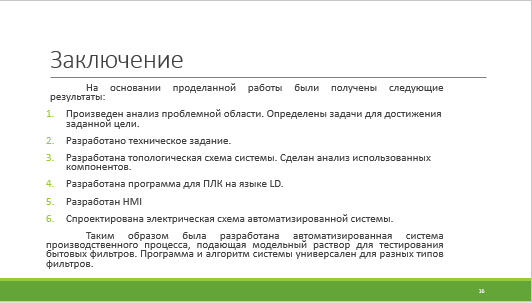 Заключение
На основании проделанной работы были получены следующие
результаты:
1. Произведен анализ проблемной области. Определены задачи для достижения
заданной цели.
2. Разработано техническое задание.
3. Разработана топологическая схема системы. Сделан анализ использованных
компонентов.
4. Разработана программа для ПЛК на языке LD.
5. Разработан HMI
6. Спроектирована электрическая схема автоматизированной системы.
Таким образом была разработана автоматизированная система
производственного процесса, подающая модельный раствор для тестирования
бытовых фильтров. Программа и алгоритм системы универсален для разных типов
фильтров.
16